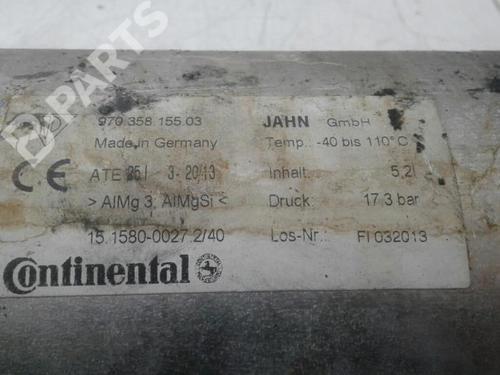 B-PARTS
970 358 155 03 JAHN GmbH
Made in Germany Temp.: -40 bis 110°C
CE ATE 3-2013 Inhalt: 5,2l
> AlMg 3, AlMgSi < Druck: 17,3 bar
15.1580-0027.2/40 Los-Nr.: FI 032013
Continental